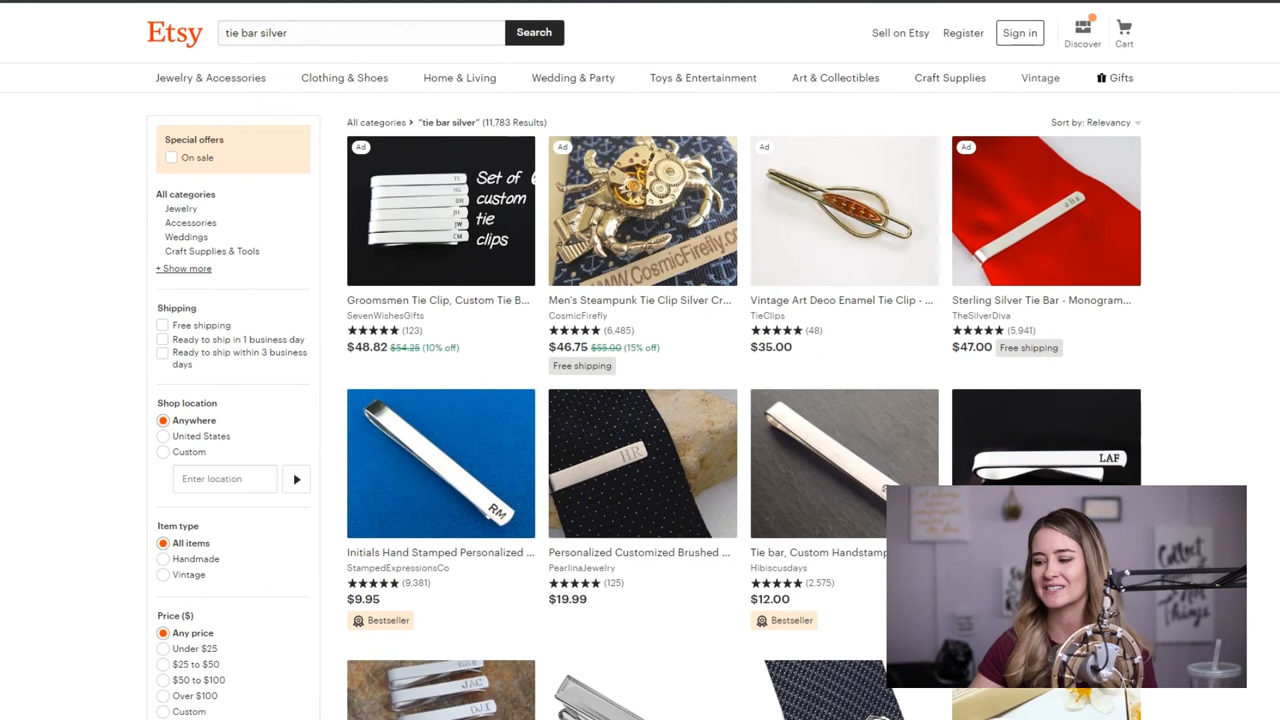 Etsy
tie bar silver
Search
Sell on Etsy
Register
Sign in
Discover
Cart
Jewelry & Accessories
Clothing & Shoes
Home & Living
Wedding & Party
Toys & Entertainment
Art & Collectibles
Craft Supplies
Vintage
Gifts
Special offers
On sale
All categories
Jewelry
Accessories
Weddings
Craft Supplies & Tools
+ Show more
Shipping
Free shipping
Ready to ship in 1 business day
Ready to ship within 3 business
days
Shop location
Anywhere
United States
Custom
Enter location
Item type
All items
Handmade
Vintage
Price ($)
Any price
Under $25
$25 to $50
$50 to $100
Over $100
Custom
All categories > "tie bar silver" (11,783 Results)
Sort by: Relevancy
Ad
Set of
custom
tie
clips
Groomsmen Tie Clip, Custom Tie B...
SevenWishesGifts
(123)
$48.82 $54.25 (10% off)
Ad
www.CosmicFirefly.co
Men's Steampunk Tie Clip Silver Cr...
CosmicFirefly
(6,485)
$46.75 $55.00 (15% off)
Free shipping
Ad
Vintage Art Deco Enamel Tie Clip - ...
TieClips
(48)
$35.00
Ad
Sterling Silver Tie Bar - Monogram...
TheSilverDiva
(5,941)
$47.00 Free shipping
RM
Initials Hand Stamped Personalized ...
StampedExpressionsCo
(9,381)
$9.95
Bestseller
HR
Personalized Customized Brushed ...
PearlinaJewelry
(125)
$19.99
Tie bar, Custom Handstamp
Hibiscusdays
(2,575)
$12.00
Bestseller
LAF
JAC